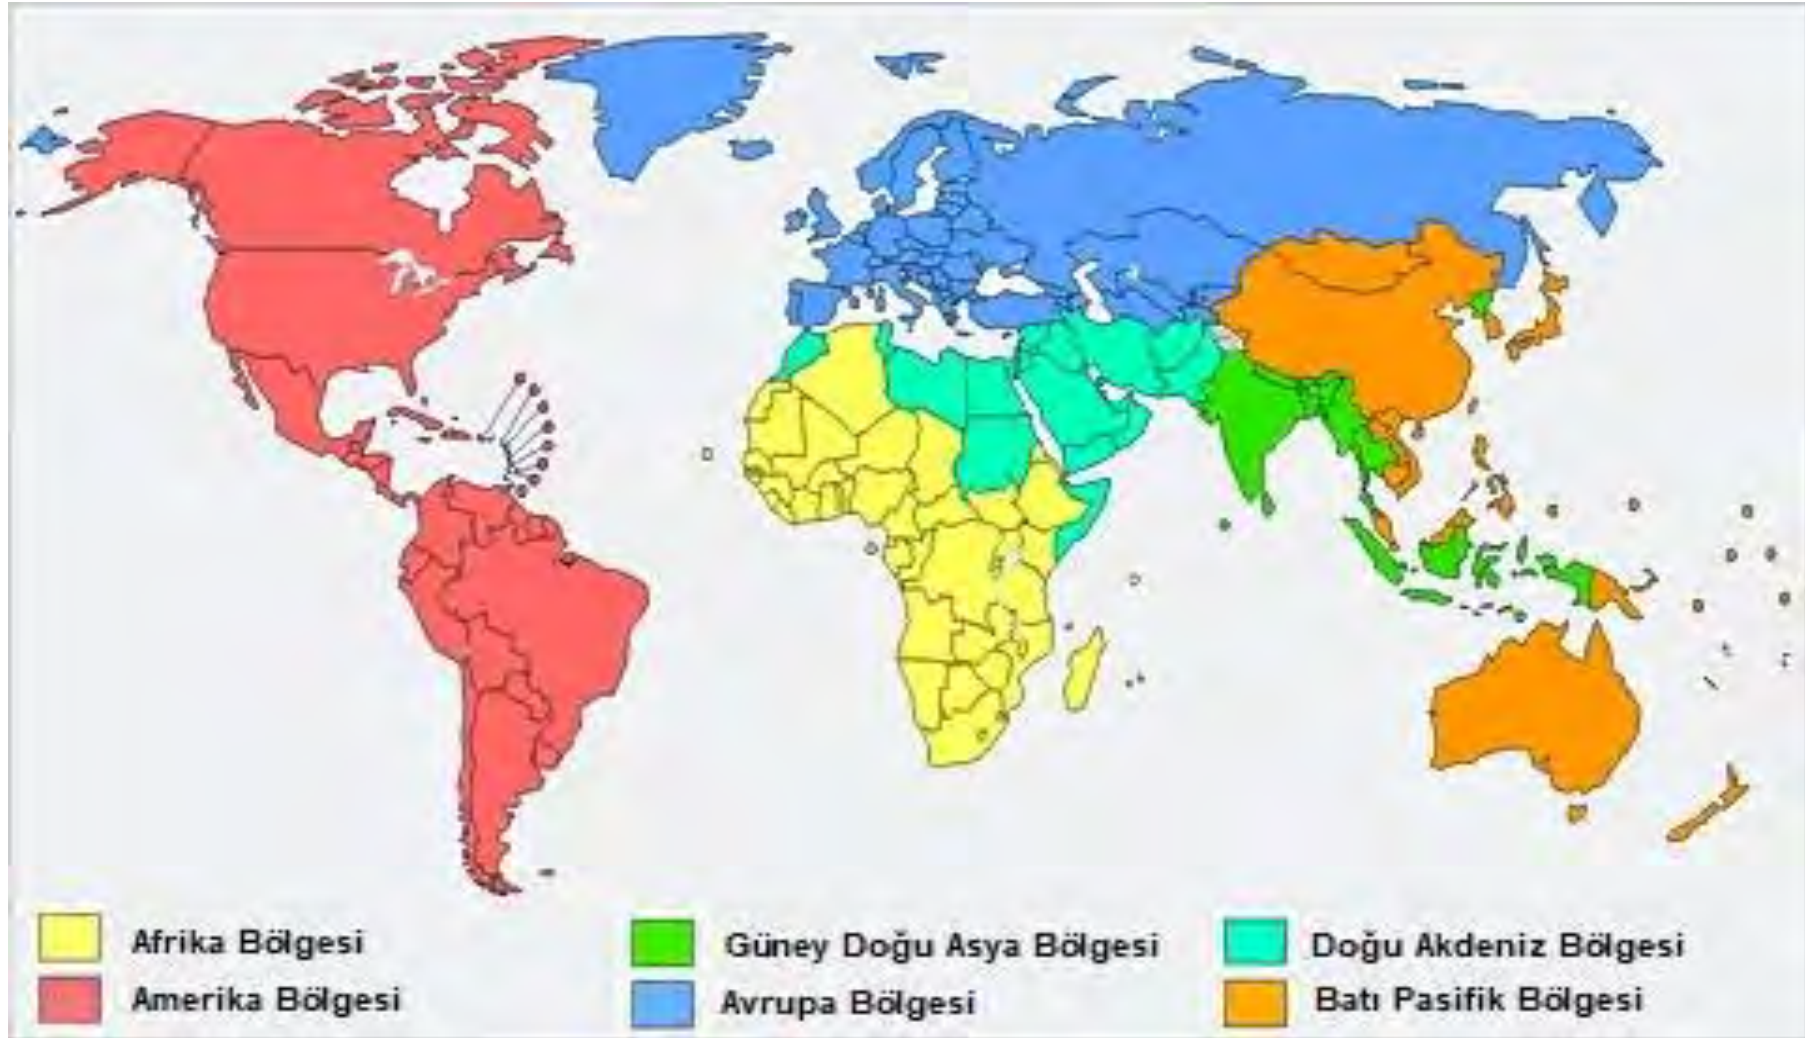 Afrika Bölgesi
Güney Doğu Asya Bölgesi
Doğu Akdeniz Bölgesi
Amerika Bölgesi
Avrupa Bölgesi
Batı Pasifik Bölgesi